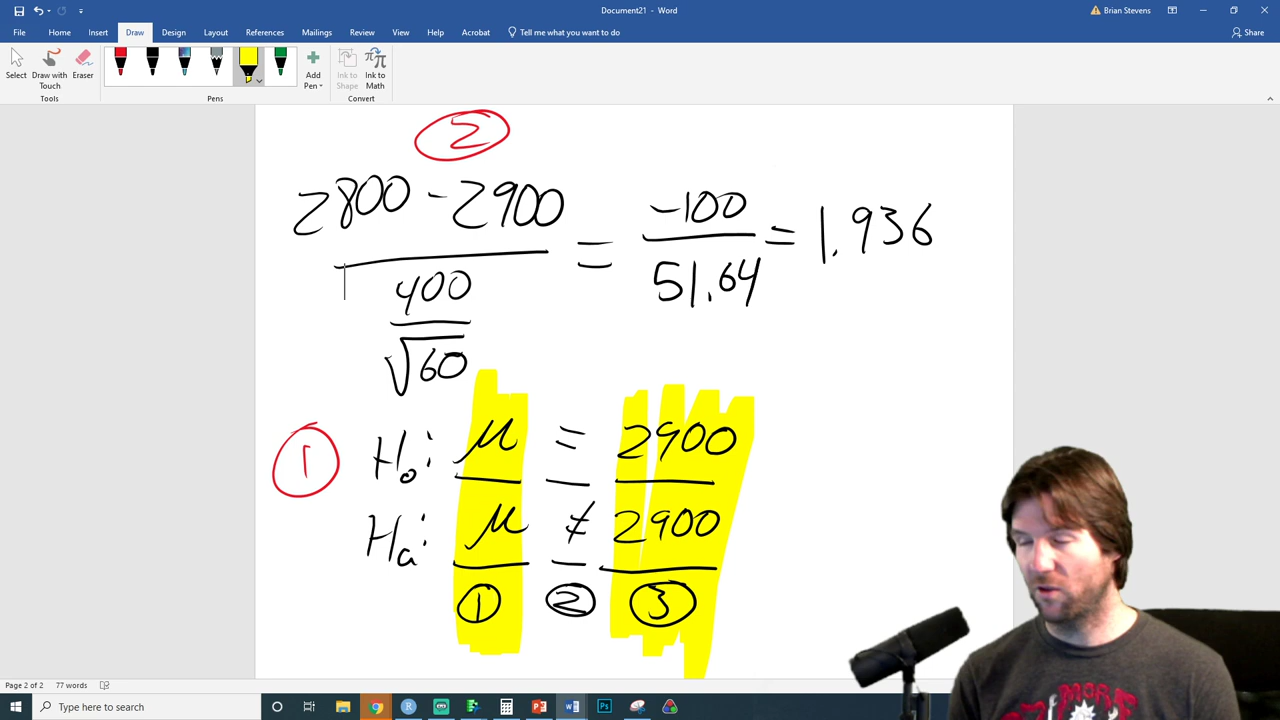 Document21 - Word
Brian Stevens
File Home Insert Draw Design Layout References Mailings Review View Help Acrobat Tell me what you want to do
Share
Select Draw with Touch Eraser Add Pen Ink to Shape Ink to Math
Tools Pens Convert
2
2800 - 2900 = -100 = 1.936
400 51.64
√60
1 H₀: μ = 2900
Hₐ: μ ≠ 2900
1 2 3
MORE
Page 2 of 2 77 words
Type here to search